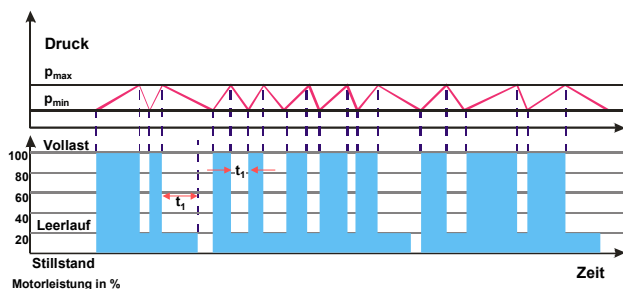 Druck
pmax
pmin
Vollast
100
80
t1
60
t1
40
Leerlauf
20
Stillstand
Zeit
Motorleistung in %